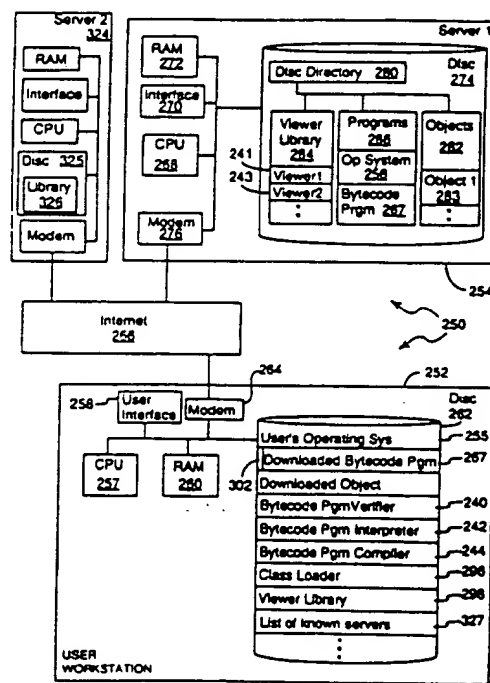 Server 2
324
RAM
Interface
CPU
Disc 325
Library
326
Modem
Server 1
RAM
272
Interface
270
CPU
268
Modem
276
Disc
274
Disc Directory 280
Viewer
Library
284
241
Viewer1
243
Viewer2
Programs
286
Op System
256
Bytecode
Prgm 267
Objects
282
Object 1
283
254
Internet
256
250
264
252
258
User
Interface
Modem
Disc
262
CPU
257
RAM
260
302
User's Operating Sys
255
Downloaded Bytecode Pgm
267
Downloaded Object
Bytecode PgmVerifier
240
Bytecode Pgm Interpreter
242
Bytecode Pgm Compiler
244
Class Loader
296
Viewer Library
298
List of known servers
327
USER
WORKSTATION